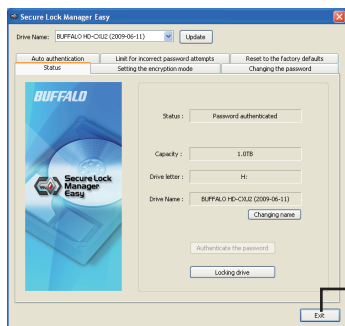 Secure Lock Manager Easy
Drive Name: BUFFALO HD-CXU2 (2009-06-11) Update
Auto authentication Limit for incorrect password attempts Reset to the factory defaults
Status Setting the encryption mode Changing the password
BUFFALO
Secure Lock
Manager
Easy
Status : Password authenticated
Capacity : 1.0TB
Drive letter : H:
Drive Name : BUFFALO HD-CXU2 (2009-06-11)
Changing name
Authenticate the password
Locking drive
Exit